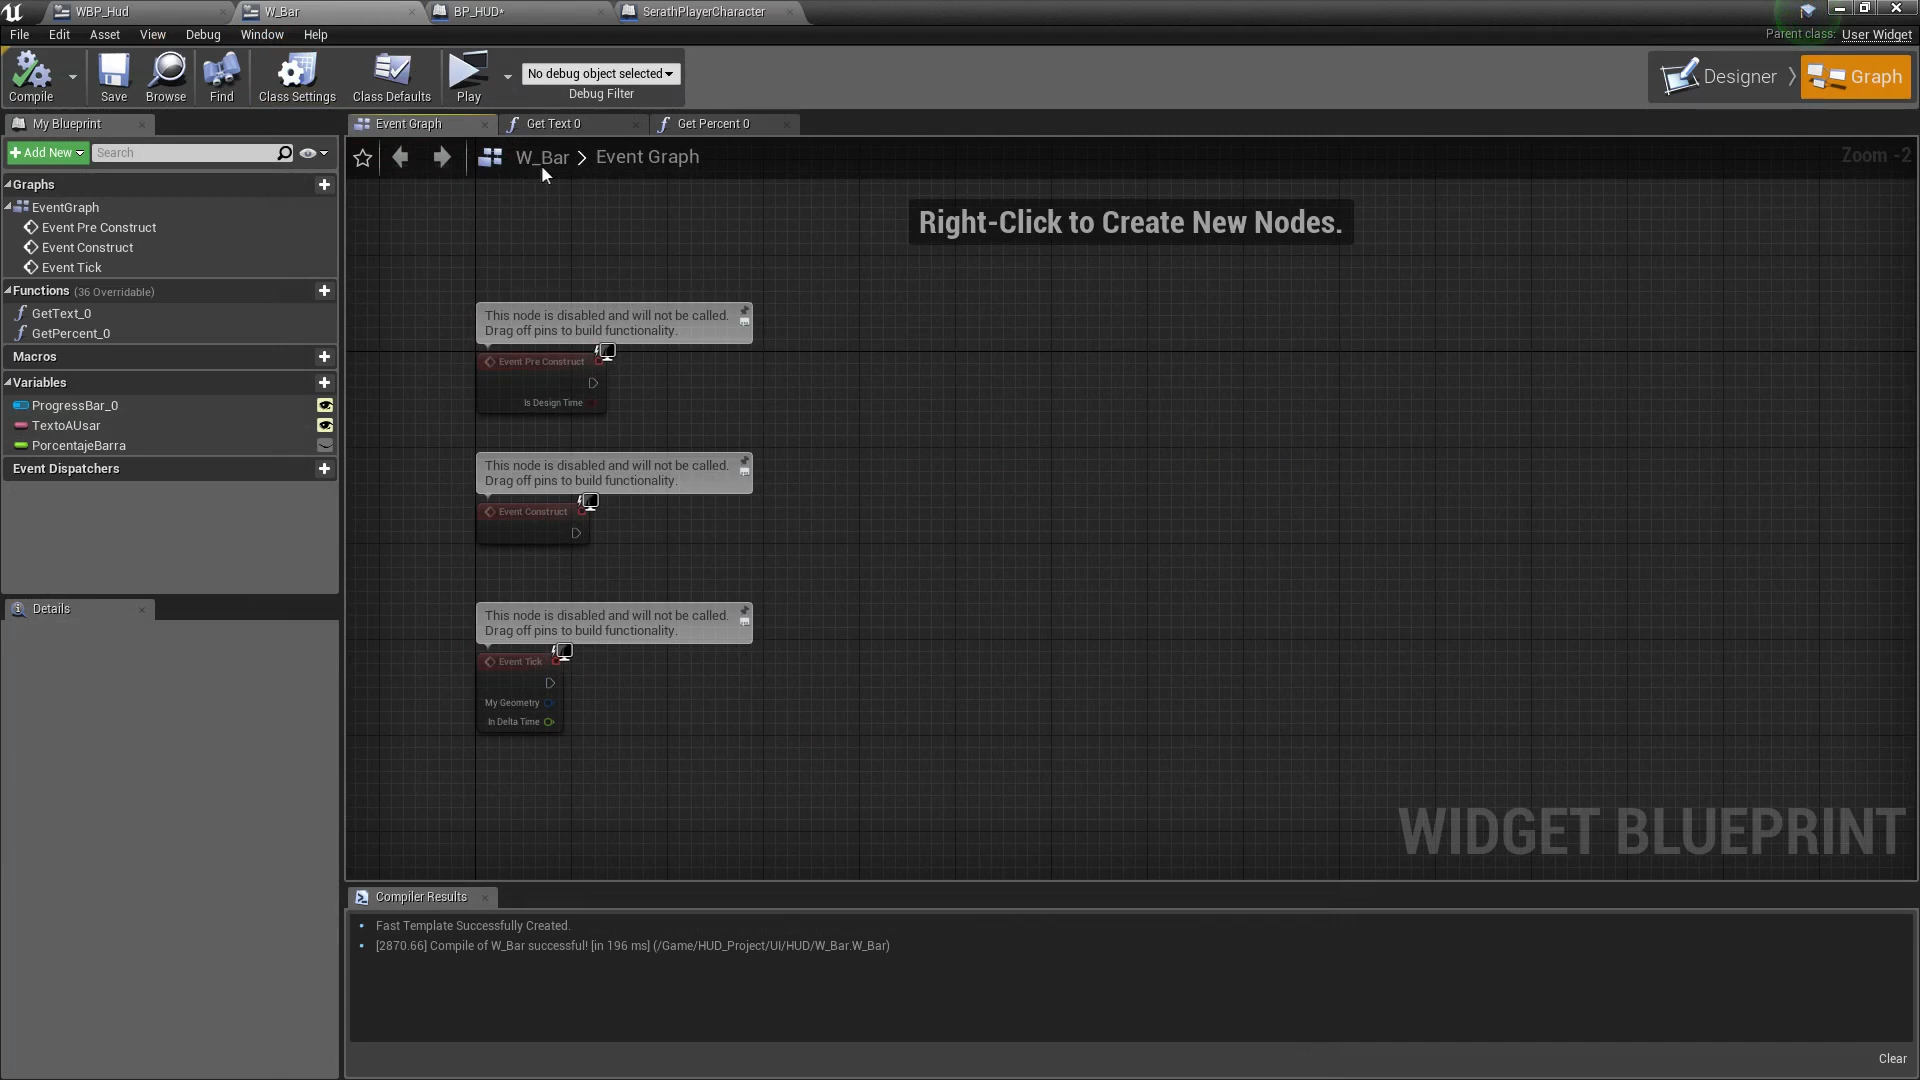 WBP_Hud
W_Bar
BP_HUD*
SerathPlayerCharacter
File Edit Asset View Debug Window Help
Parent class: User Widget
Compile
Save
Browse
Find
Class Settings
Class Defaults
Play
No debug object selected
Debug Filter
Designer
Graph
My Blueprint
Event Graph
Get Text 0
Get Percent 0
Add New
Search
W_Bar > Event Graph
Zoom -2
Right-Click to Create New Nodes.
Graphs
EventGraph
Event Pre Construct
Event Construct
Event Tick
Functions (36 Overridable)
GetText_0
GetPercent_0
Macros
Variables
ProgressBar_0
TextoAUsar
PorcentajeBarra
Event Dispatchers
This node is disabled and will not be called.
Drag off pins to build functionality.
Event Pre Construct
Is Design Time
This node is disabled and will not be called.
Drag off pins to build functionality.
Event Construct
This node is disabled and will not be called.
Drag off pins to build functionality.
Event Tick
My Geometry
In Delta Time
Details
WIDGET BLUEPRINT
Compiler Results
Fast Template Successfully Created.
[2870.66] Compile of W_Bar successful! [in 196 ms] (/Game/HUD_Project/UI/HUD/W_Bar.W_Bar)
Clear